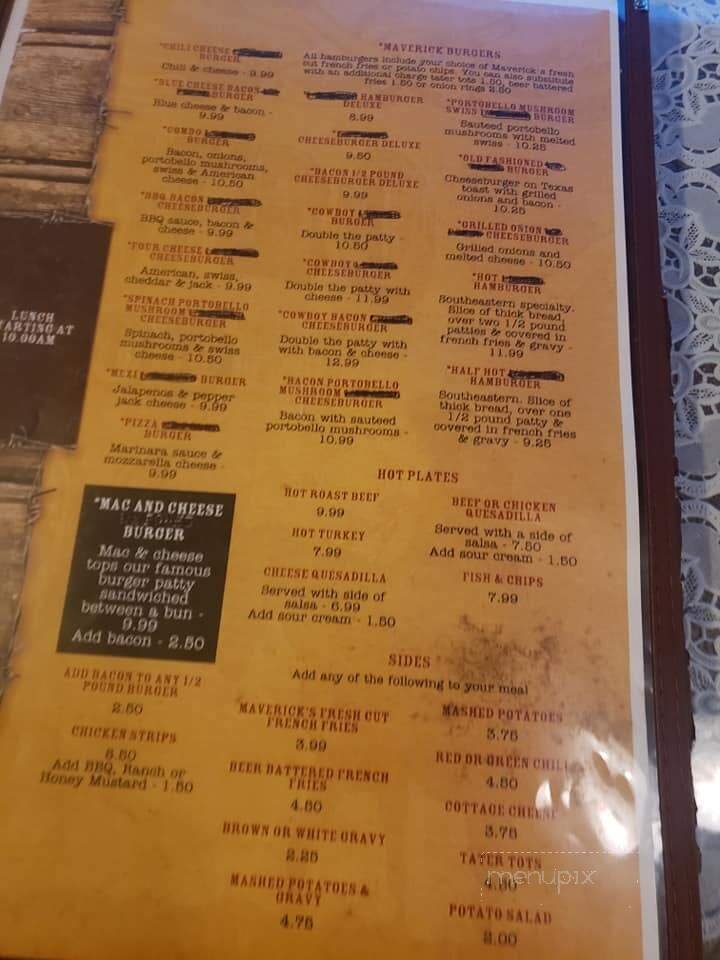 LUNCH
STARTING AT
10.00AM
*CHILI CHEESE
BURGER
Chili & cheese - 9.99
*BLUE CHEESE BACON
BURGER
Blue cheese & bacon -
9.99
*COMBO
BURGER
Bacon, onions,
portobello mushrooms,
swiss & American
cheese - 10.50
*BBQ BACON
CHEESEBURGER
BBQ sauce, bacon &
cheese - 9.99
*FOUR CHEESE
CHEESEBURGER
American, swiss,
cheddar & jack - 9.99
*SPINACH PORTOBELLO
MUSHROOM
CHEESEBURGER
Spinach, portobello
mushrooms & swiss
cheese - 10.50
*MEXI BURGER
Jalapenos & pepper
jack cheese - 9.99
*PIZZA
BURGER
Marinara sauce &
mozzarella cheese -
9.99
*MAC AND CHEESE
BURGER
Mac & cheese
tops our famous
burger patty
sandwiched
between a bun -
9.99
Add bacon - 2.50
ADD BACON TO ANY 1/2
POUND BURGER
2.50
CHICKEN STRIPS
6.50
Add BBQ, Ranch or
Honey Mustard - 1.50
*MAVERICK BURGERS
All hamburgers include your choice of Maverick's fresh
cut french fries or potato chips. You can also substitute
with an additional charge tater tots 1.50, beer battered
fries 1.50 or onion rings 2.50
HAMBURGER
DELUXE
8.99
CHEESEBURGER DELUXE
9.50
*BACON 1/2 POUND
CHEESEBURGER DELUXE
9.99
*COWBOY
BURGER
Double the patty -
10.50
*COWBOY
CHEESEBURGER
Double the patty with
cheese - 11.99
*COWBOY BACON
CHEESEBURGER
Double the patty with
with bacon & cheese -
12.99
*BACON PORTOBELLO
MUSHROOM
CHEESEBURGER
Bacon with sauteed
portobello mushrooms -
10.99
*PORTOBELLO MUSHROOM
SWISS BURGER
Sauteed portobello
mushrooms with melted
swiss - 10.25
*OLD FASHIONED
BURGER
Cheeseburger on Texas
toast with grilled
onions and bacon -
10.25
*GRILLED ONION
CHEESEBURGER
Grilled onions and
melted cheese - 10.50
*HOT
HAMBURGER
Southeastern specialty.
Slice of thick bread,
over two 1/2 pound
patties & covered in
french fries & gravy -
11.99
*HALF HOT
HAMBURGER
Southeastern. Slice of
thick bread, over one
1/2 pound patty &
covered in french fries
& gravy - 9.25
HOT PLATES
HOT ROAST BEEF
9.99
HOT TURKEY
7.99
CHEESE QUESADILLA
Served with side of
salsa - 6.99
Add sour cream - 1.50
BEEF OR CHICKEN
QUESADILLA
Served with a side of
salsa - 7.50
Add sour cream - 1.50
FISH & CHIPS
7.99
SIDES
Add any of the following to your meal
MAVERICK'S FRESH CUT
FRENCH FRIES
3.99
BEER BATTERED FRENCH
FRIES
4.50
BROWN OR WHITE GRAVY
2.25
MASHED POTATOES &
GRAVY
4.75
MASHED POTATOES
3.75
RED OR GREEN CHILI
4.50
COTTAGE CHEESE
3.75
TATER TOTS
4.50
POTATO SALAD
2.00
menupix